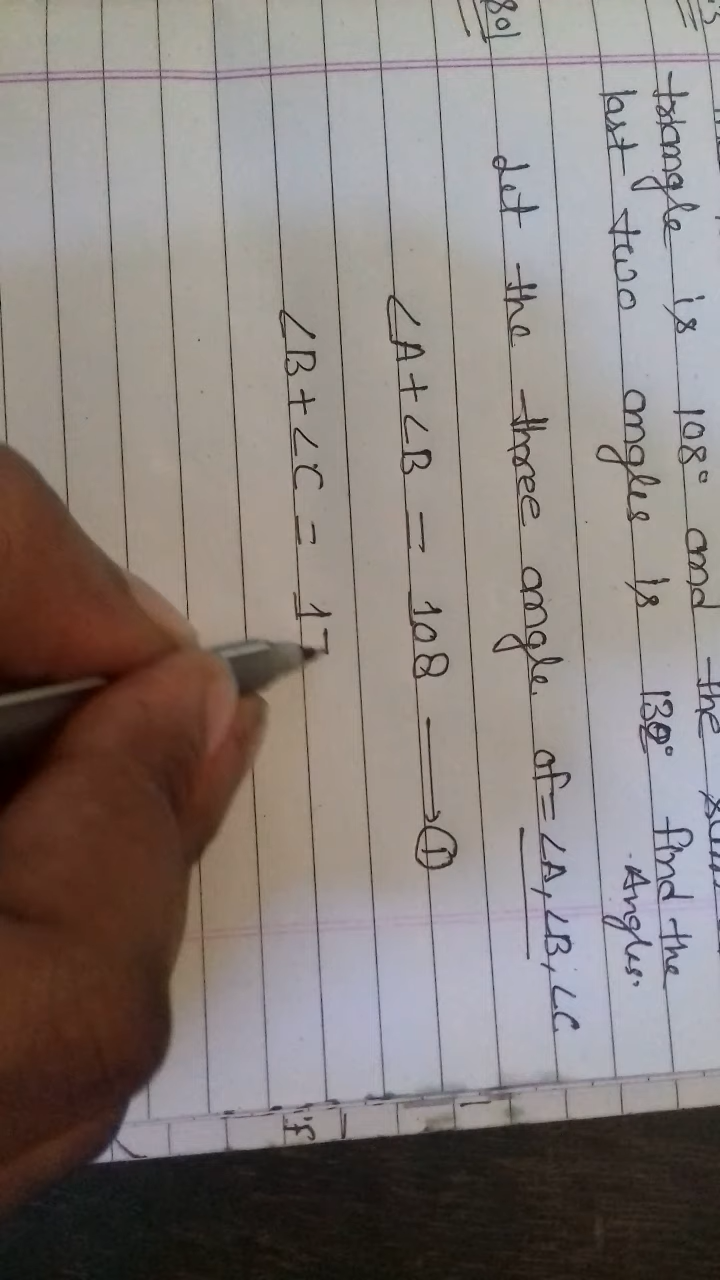 triangle is 108° and the sum
last two angles is 130° find the
Angles.
Sol
Let the three angle of = ∠A, ∠B, ∠C
∠A + ∠B = 108 → ①
∠B + ∠C = 1